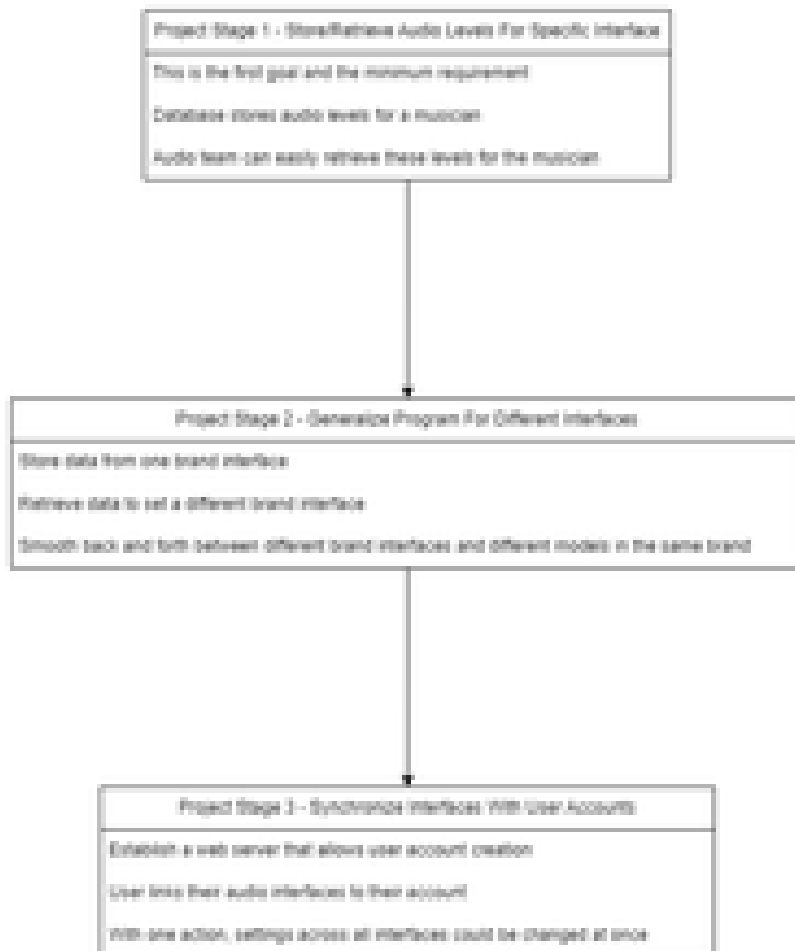 Project Stage 1 - Store/Retrieve Audio Levels For Specific Interface
This is the first goal and the minimum requirement
Database stores audio levels for a musician
Audio team can easily retrieve these levels for the musician
Project Stage 2 - Generalize Program For Different Interfaces
Store data from one brand interface
Retrieve data to set a different brand interface
Smooth back and forth between different brand interfaces and different models in the same brand
Project Stage 3 - Synchronize Interfaces With User Accounts
Establish a web server that allows user account creation
User links their audio interfaces to their account
With one action, settings across all interfaces could be changed at once